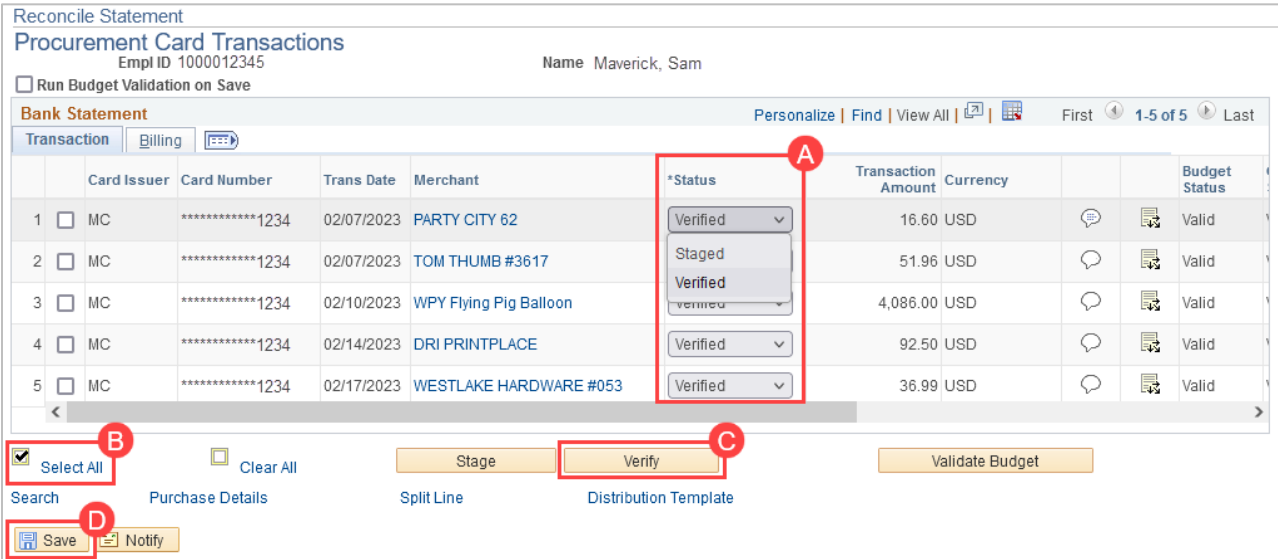 Reconcile Statement
Procurement Card Transactions
Empl ID 1000012345 Name Maverick, Sam
Run Budget Validation on Save
Bank Statement Personalize | Find | View All | | First 1-5 of 5 Last
Transaction Billing
A
Card Issuer Card Number Trans Date Merchant *Status Transaction Amount Currency Budget Status
1 MC ************1234 02/07/2023 PARTY CITY 62 Verified 16.60 USD Valid
Staged
2 MC ************1234 02/07/2023 TOM THUMB #3617 51.96 USD Valid
Verified
3 MC ************1234 02/10/2023 WPY Flying Pig Balloon Verified 4,086.00 USD Valid
4 MC ************1234 02/14/2023 DRI PRINTPLACE Verified 92.50 USD Valid
5 MC ************1234 02/17/2023 WESTLAKE HARDWARE #053 Verified 36.99 USD Valid
B C
Select All Clear All Stage Verify Validate Budget
Search Purchase Details Split Line Distribution Template
D
Save Notify